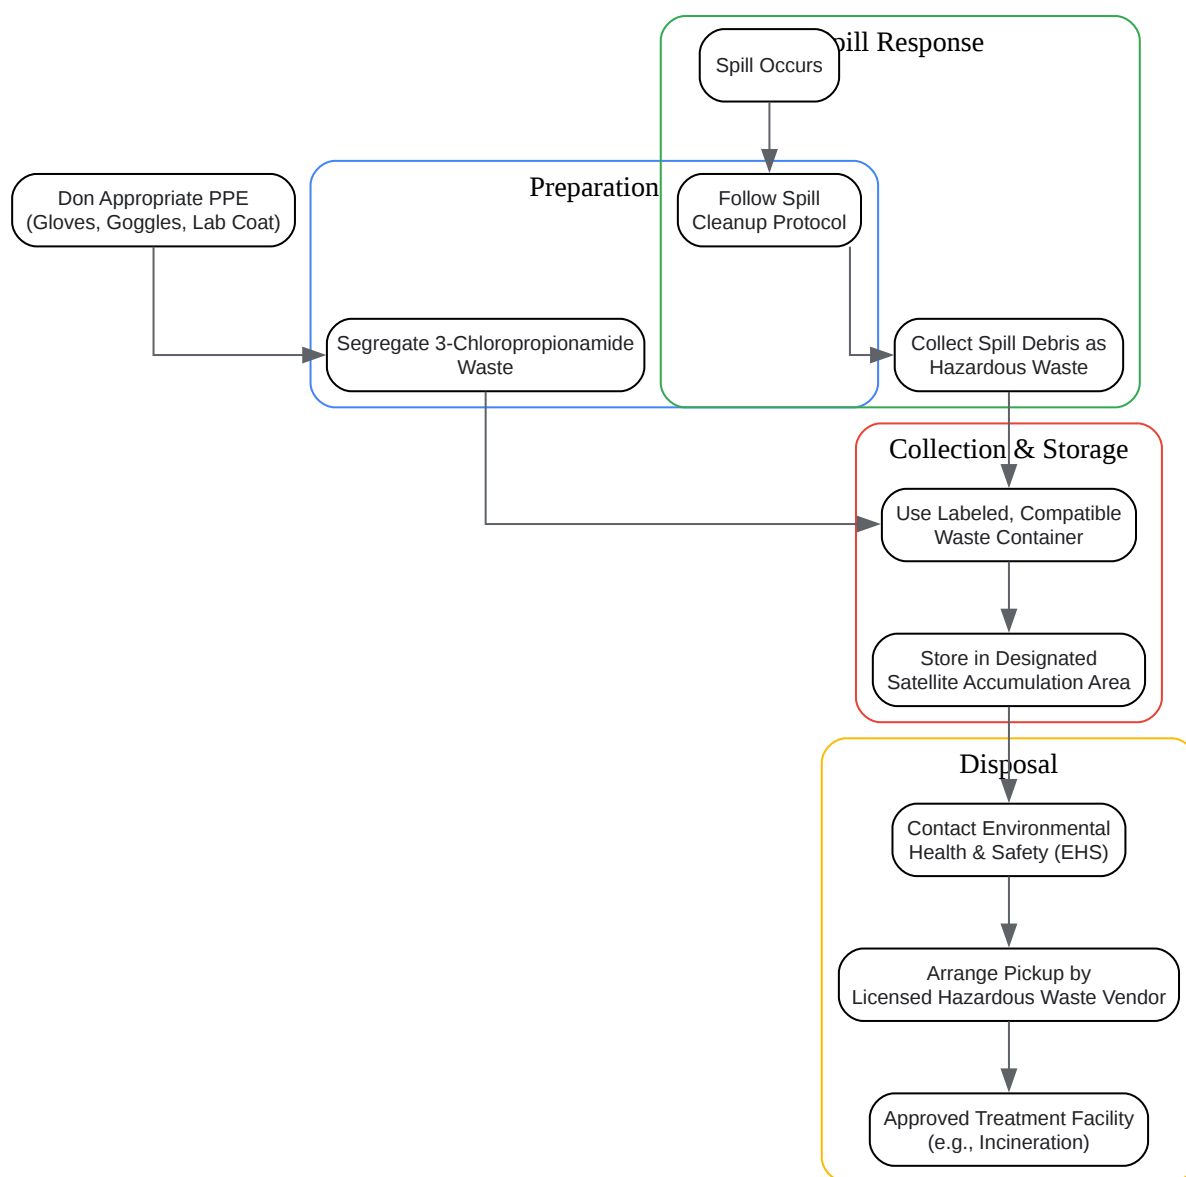 pill Response
Spill Occurs
Preparation
Don Appropriate PPE
(Gloves, Goggles, Lab Coat)
Follow Spill
Cleanup Protocol
Segregate 3-Chloropropionamide
Waste
Collect Spill Debris as
Hazardous Waste
Collection & Storage
Use Labeled, Compatible
Waste Container
Store in Designated
Satellite Accumulation Area
Disposal
Contact Environmental
Health & Safety (EHS)
Arrange Pickup by
Licensed Hazardous Waste Vendor
Approved Treatment Facility
(e.g., Incineration)